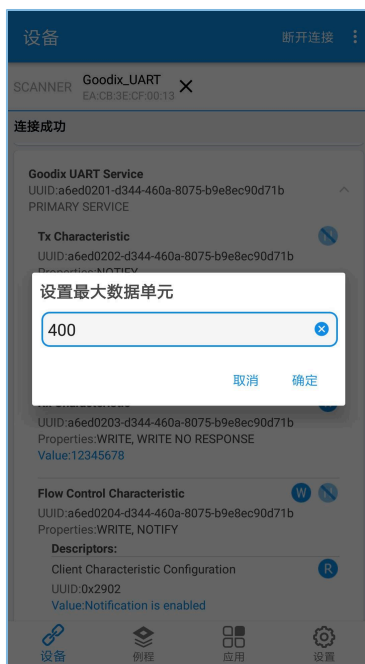 设备
断开连接
SCANNER
Goodix_UART
EA:CB:3E:CF:00:13
连接成功
Goodix UART Service
UUID:a6ed0201-d344-460a-8075-b9e8ec90d71b
PRIMARY SERVICE
Tx Characteristic
UUID:a6ed0202-d344-460a-8075-b9e8ec90d71b
Properties:NOTIFY
设置最大数据单元
400
取消
确定
UUID:a6ed0203-d344-460a-8075-b9e8ec90d71b
Properties:WRITE, WRITE NO RESPONSE
Value:12345678
Flow Control Characteristic
W
UUID:a6ed0204-d344-460a-8075-b9e8ec90d71b
Properties:WRITE, NOTIFY
Descriptors:
Client Characteristic Configuration
R
UUID:0x2902
Value:Notification is enabled
设备
例程
应用
设置